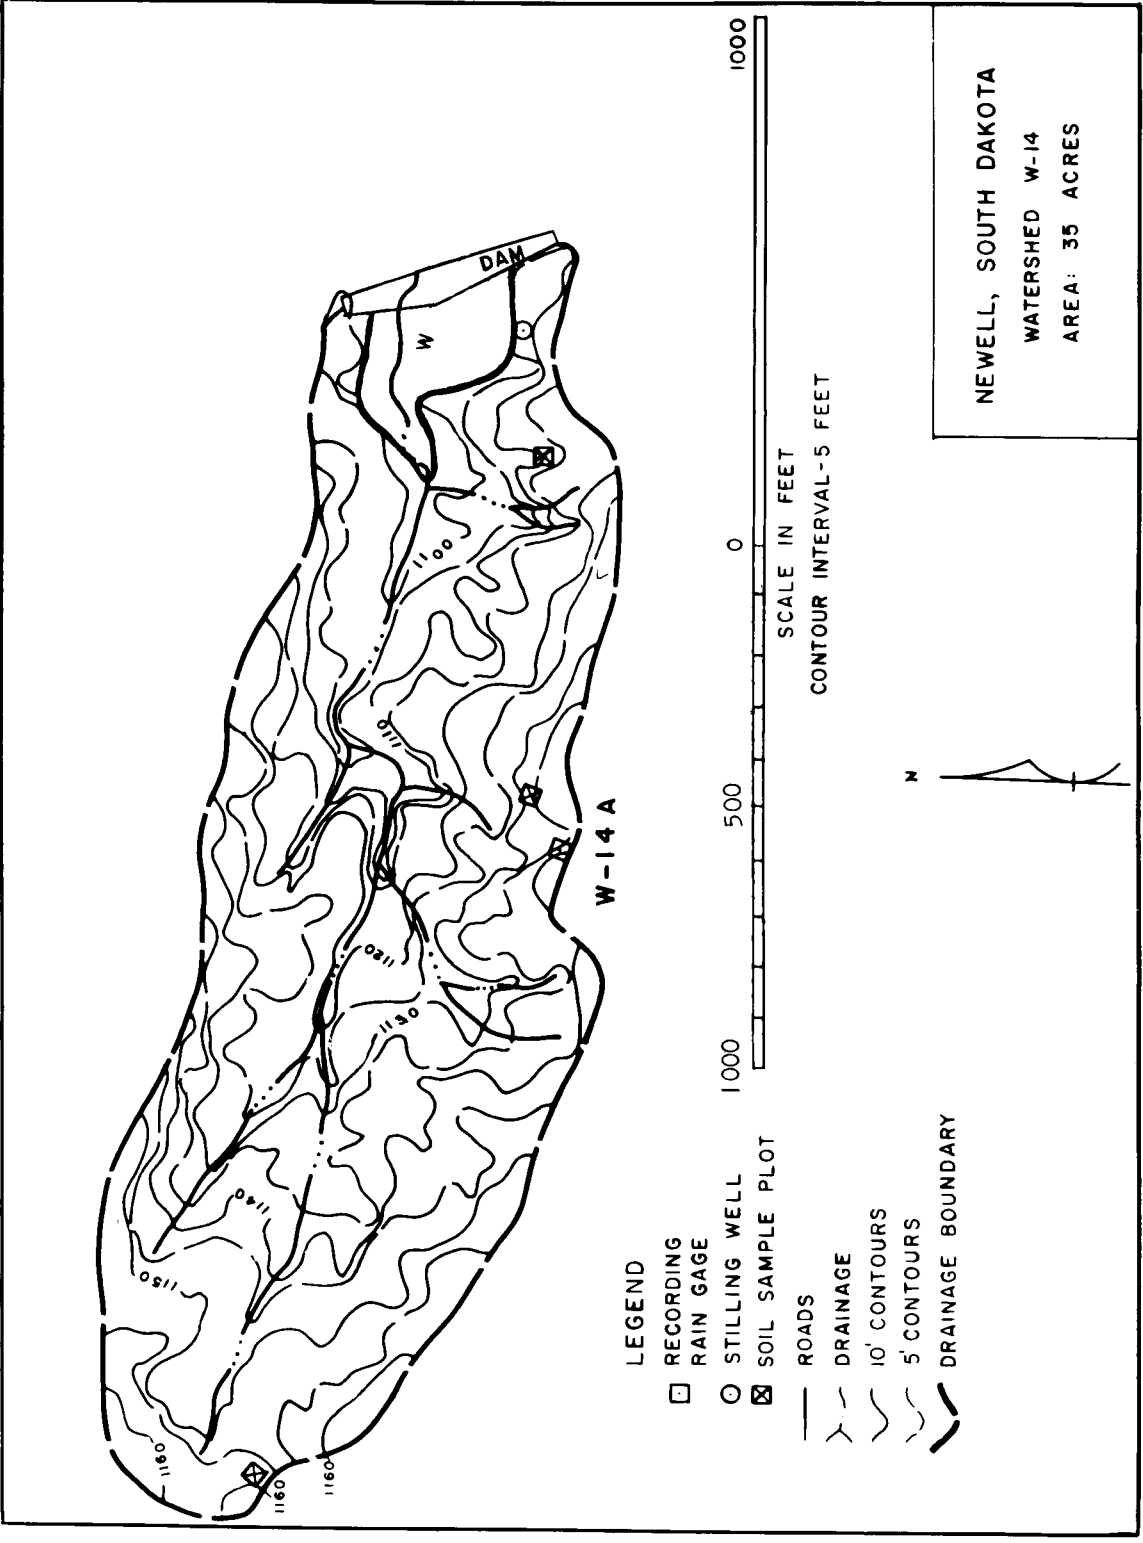 NEWELL, SOUTH DAKOTA
WATERSHED W-14
AREA: 35 ACRES
DAM
W
1100
1110
1120
1130
1140
1150
1160
1160
1160
W-14A
1000
500
0
1000
SCALE IN FEET
CONTOUR INTERVAL-5 FEET
N
LEGEND
RECORDING
RAIN GAGE
STILLING WELL
SOIL SAMPLE PLOT
ROADS
DRAINAGE
10' CONTOURS
5' CONTOURS
DRAINAGE BOUNDARY